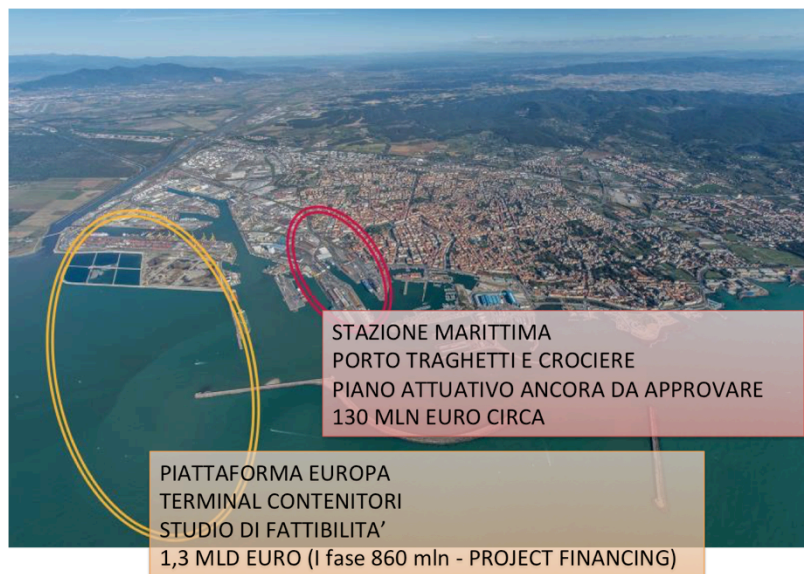 STAZIONE MARITTIMA
PORTO TRAGHETTI E CROCIERE
PIANO ATTUATIVO ANCORA DA APPROVARE
130 MLN EURO CIRCA
PIATTAFORMA EUROPA
TERMINAL CONTENITORI
STUDIO DI FATTIBILITA’
1,3 MLD EURO (I fase 860 mln - PROJECT FINANCING)